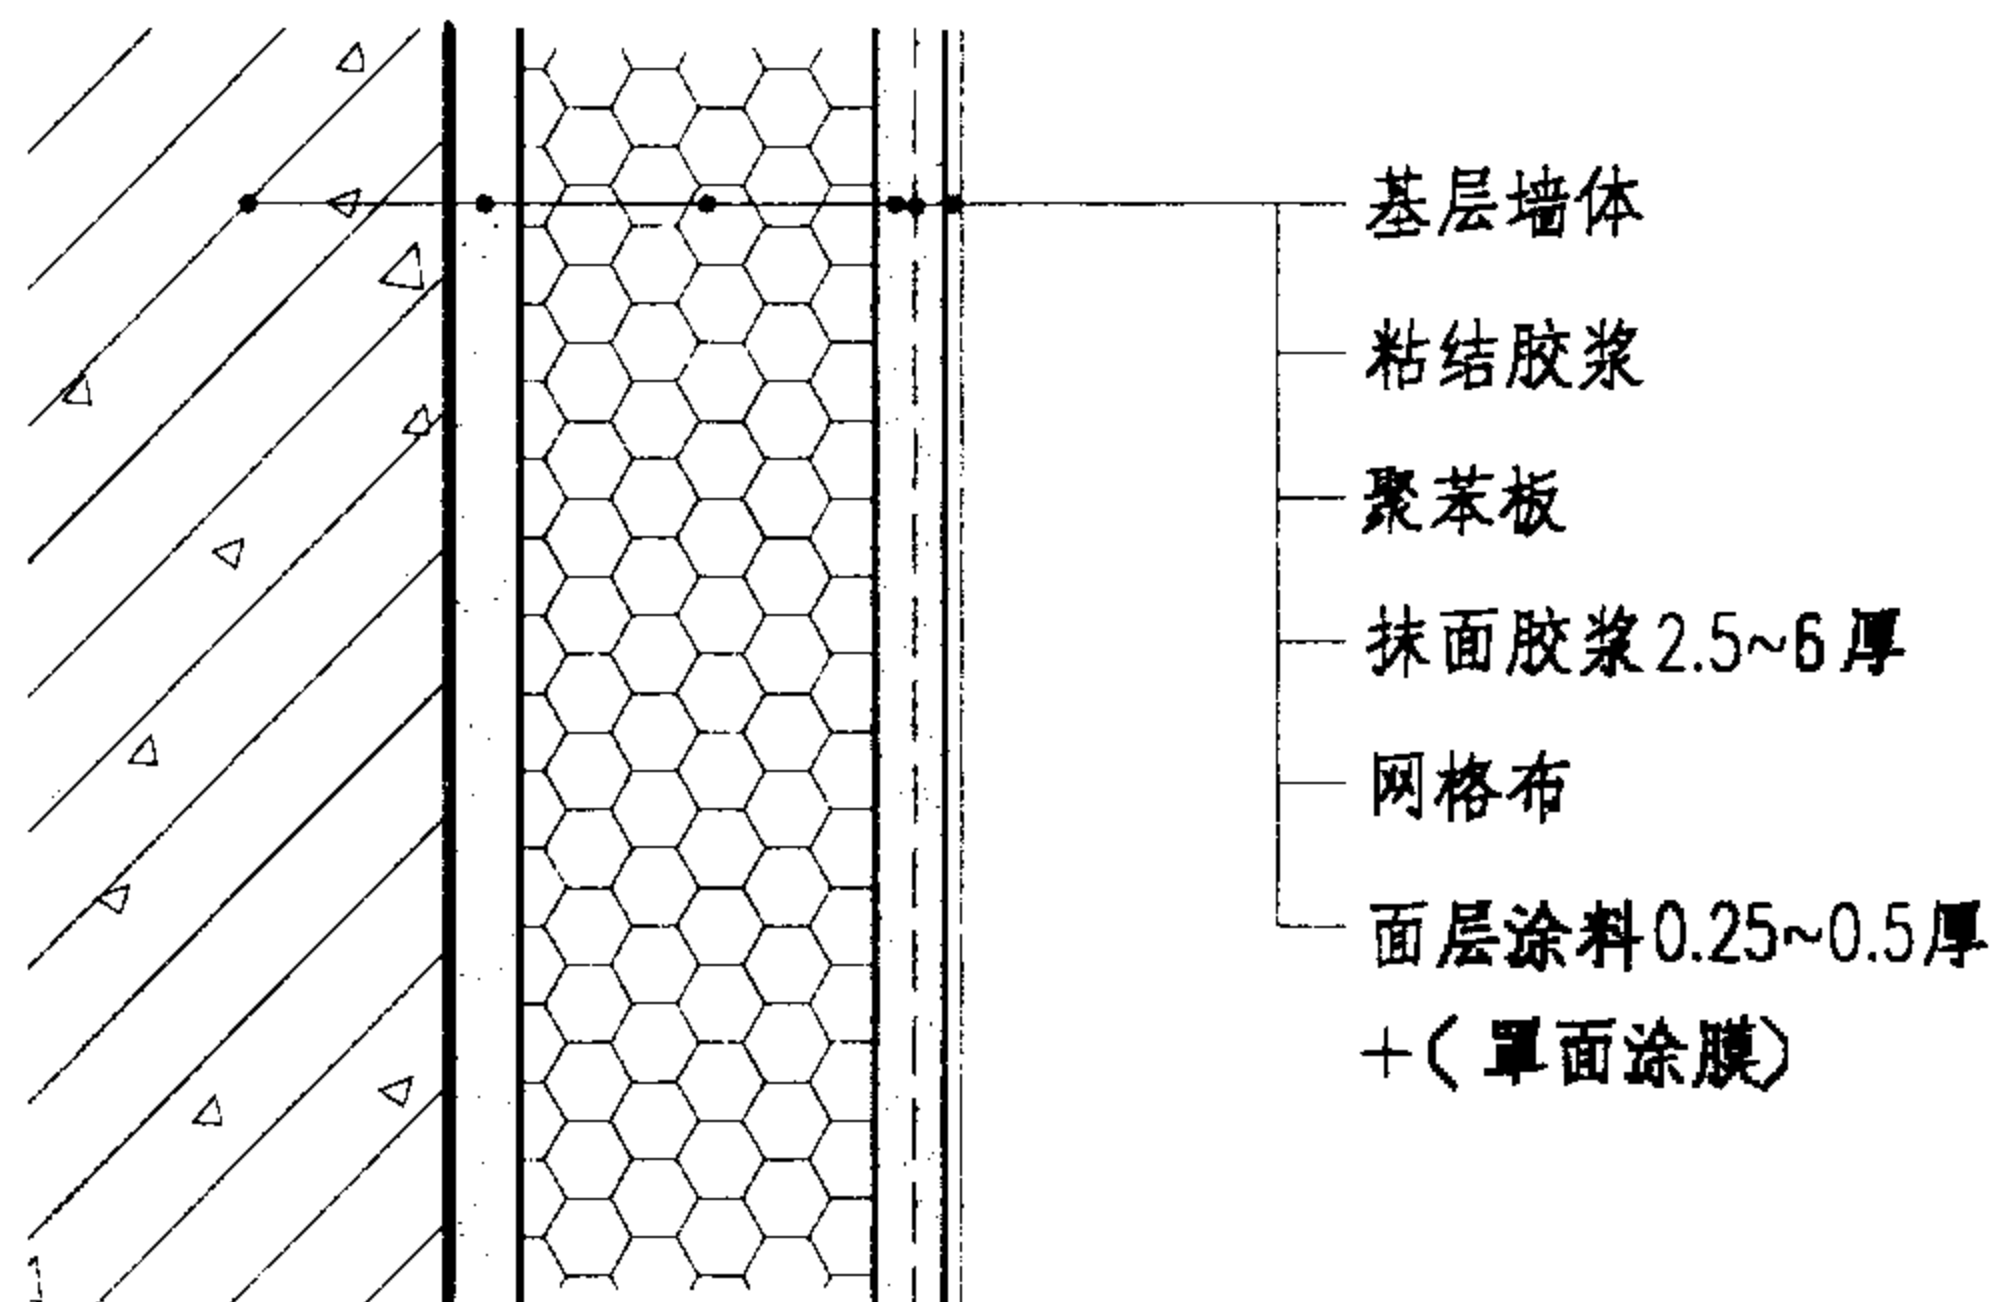 基层墙体
粘结胶浆
聚苯板
抹面胶浆2.5~6厚
网格布
面层涂料0.25~0.5厚
+(罩面涂膜)